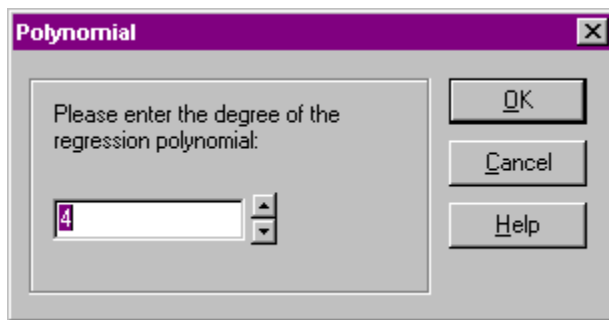 Polynomial
Please enter the degree of the
regression polynomial:
4
OK
Cancel
Help